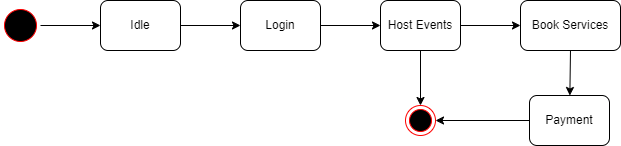 Idle
Login
Host Events
Book Services
Payment